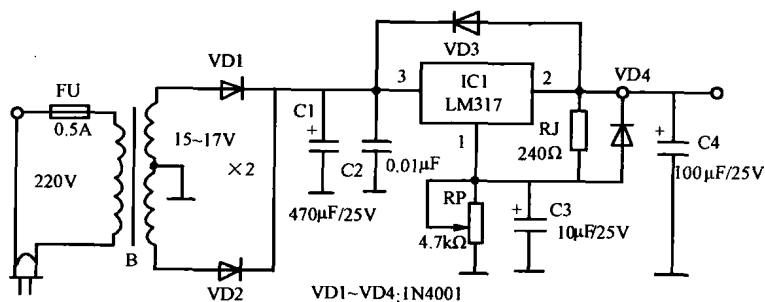 VD3
VD1
3
IC1
LM317
2
VD4
FU
0.5A
C1
+
15~17V
×2
C2
0.01μF
1
RJ
240Ω
+
C4
100μF/25V
220V
470μF/25V
RP
4.7kΩ
+
C3
10μF/25V
B
VD2
VD1~VD4:1N4001